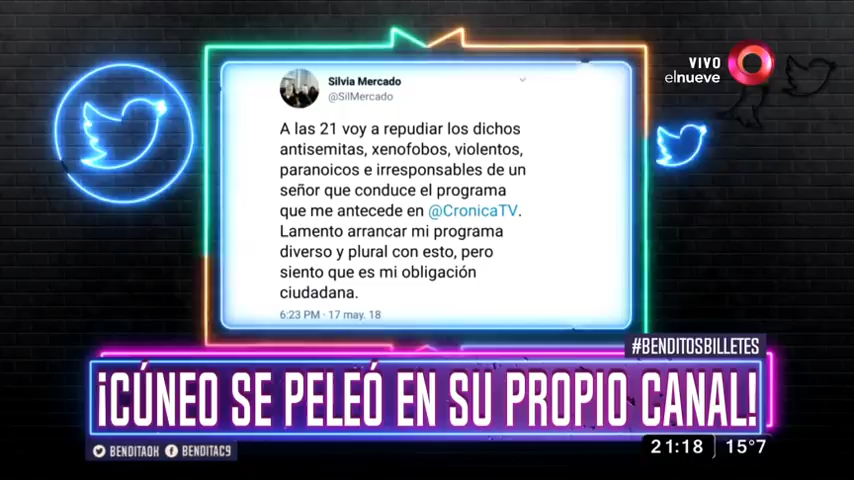 VIVO
elnueve
Silvia Mercado
@SilMercado
A las 21 voy a repudiar los dichos
antisemitas, xenofobos, violentos,
paranoicos e irresponsables de un
señor que conduce el programa
que me antecede en @CronicaTV.
Lamento arrancar mi programa
diverso y plural con esto, pero
siento que es mi obligación
ciudadana.
6:23 PM · 17 may. 18
#BENDITOSBILLETES
¡CÚNEO SE PELEÓ EN SU PROPIO CANAL!
BENDITAOK BENDITAC9
21:18 15°7